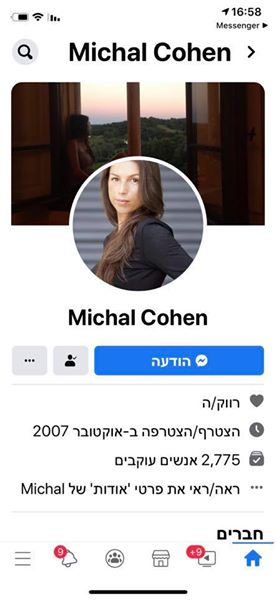 16:58
Messenger
Michal Cohen
Michal Cohen
הודעה
רווק/ה
הצטרף/הצטרפה ב-אוקטובר 2007
2,775 אנשים עוקבים
ראה/ראי את פרטי 'אודות' של Michal
חברים
9
9+